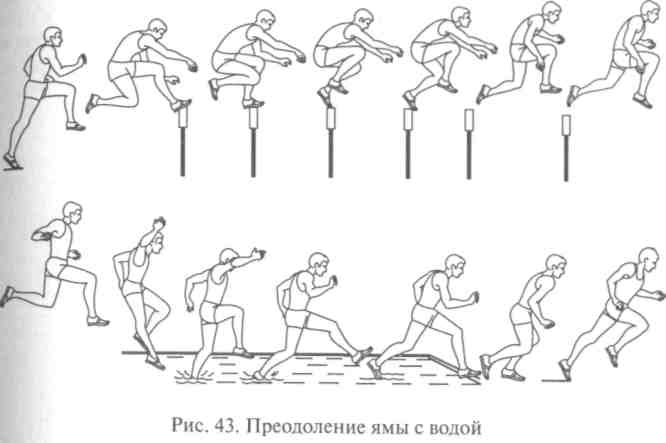 Рис. 43. Преодоление ямы с водой